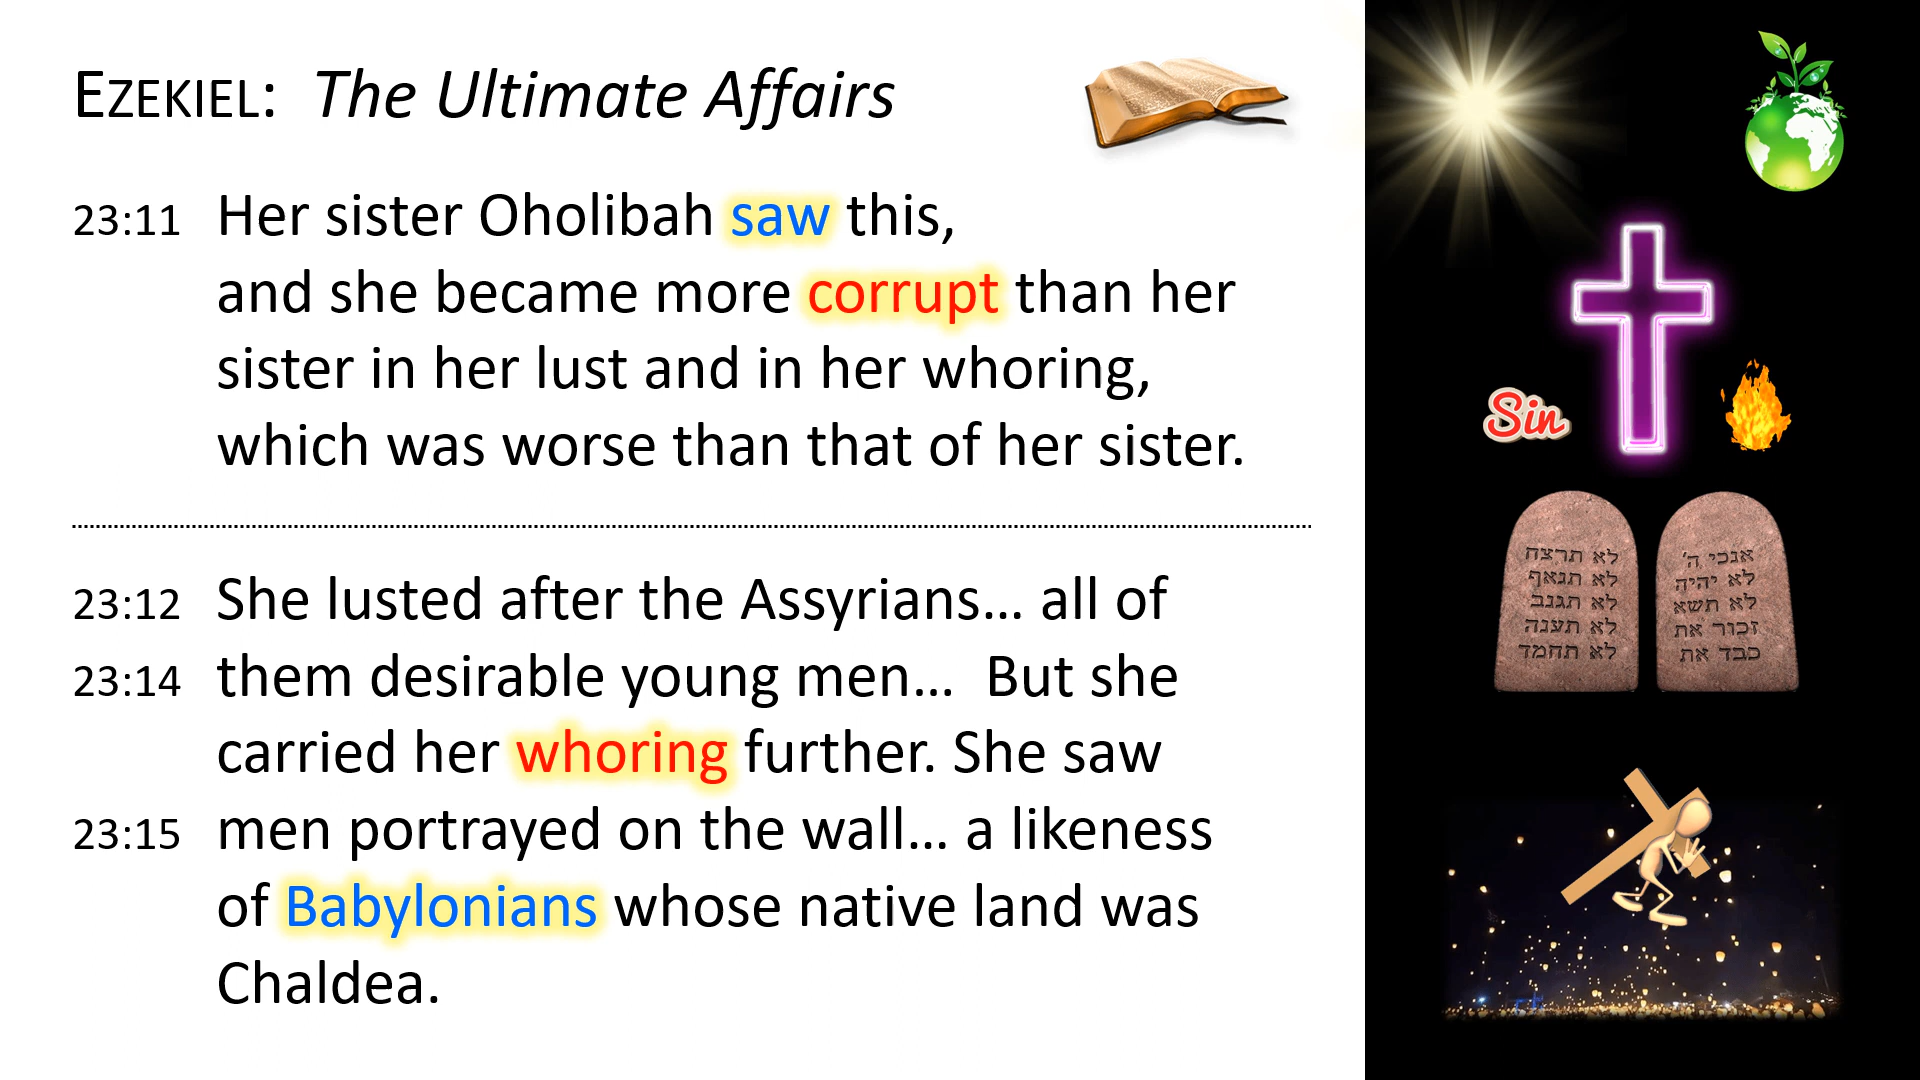 EZEKIEL: The Ultimate Affairs
23:11 Her sister Oholibah saw this,
and she became more corrupt than her
sister in her lust and in her whoring,
which was worse than that of her sister.
23:12 She lusted after the Assyrians… all of
23:14 them desirable young men… But she
carried her whoring further. She saw
23:15 men portrayed on the wall… a likeness
of Babylonians whose native land was
Chaldea.
Sin
אנכי ה'
לא יהיה
לא תשא
זכור את
כבד את
לא תרצח
לא תנאף
לא תגנב
לא תענה
לא תחמד